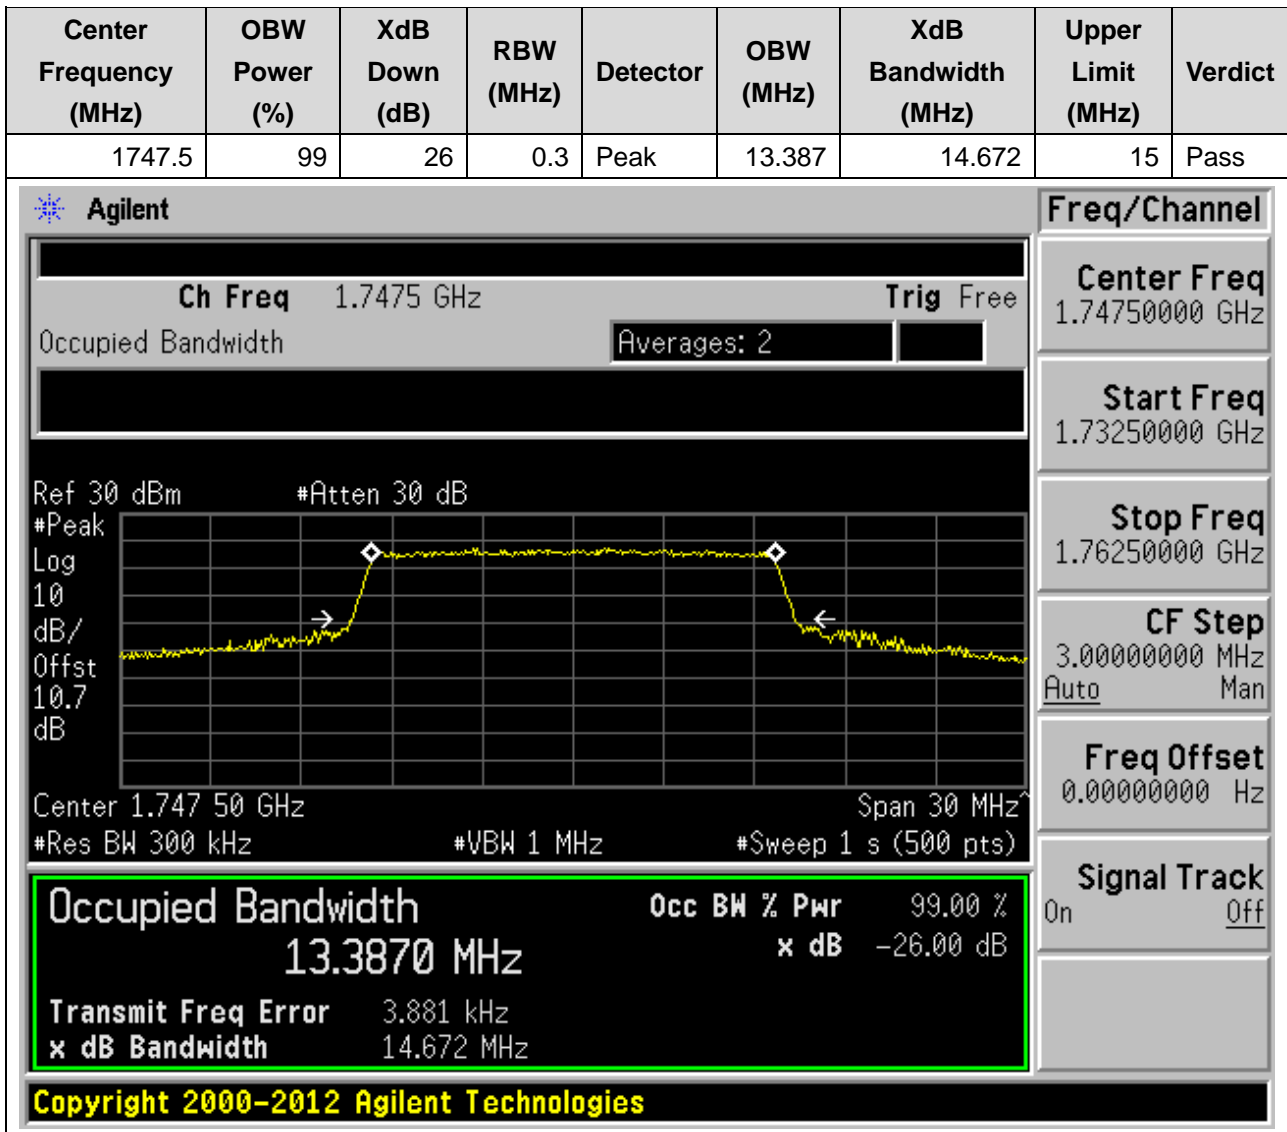 Center Frequency (MHz) OBW Power (%) XdB Down (dB) RBW (MHz) Detector OBW (MHz) XdB Bandwidth (MHz) Upper Limit (MHz) Verdict
1747.5 99 26 0.3 Peak 13.387 14.672 15 Pass
Agilent
Freq/Channel
Ch Freq 1.7475 GHz Trig Free
Occupied Bandwidth Averages: 2
Ref 30 dBm #Atten 30 dB
#Peak
Log
10
dB/
Offst
10.7
dB
Center 1.747 50 GHz Span 30 MHz^
#Res BW 300 kHz #VBW 1 MHz #Sweep 1 s (500 pts)
Occupied Bandwidth Occ BW % Pwr 99.00 %
13.3870 MHz x dB -26.00 dB
Transmit Freq Error 3.881 kHz
x dB Bandwidth 14.672 MHz
Center Freq
1.74750000 GHz
Start Freq
1.73250000 GHz
Stop Freq
1.76250000 GHz
CF Step
3.00000000 MHz
Auto Man
Freq Offset
0.00000000 Hz
Signal Track
On Off
Copyright 2000-2012 Agilent Technologies